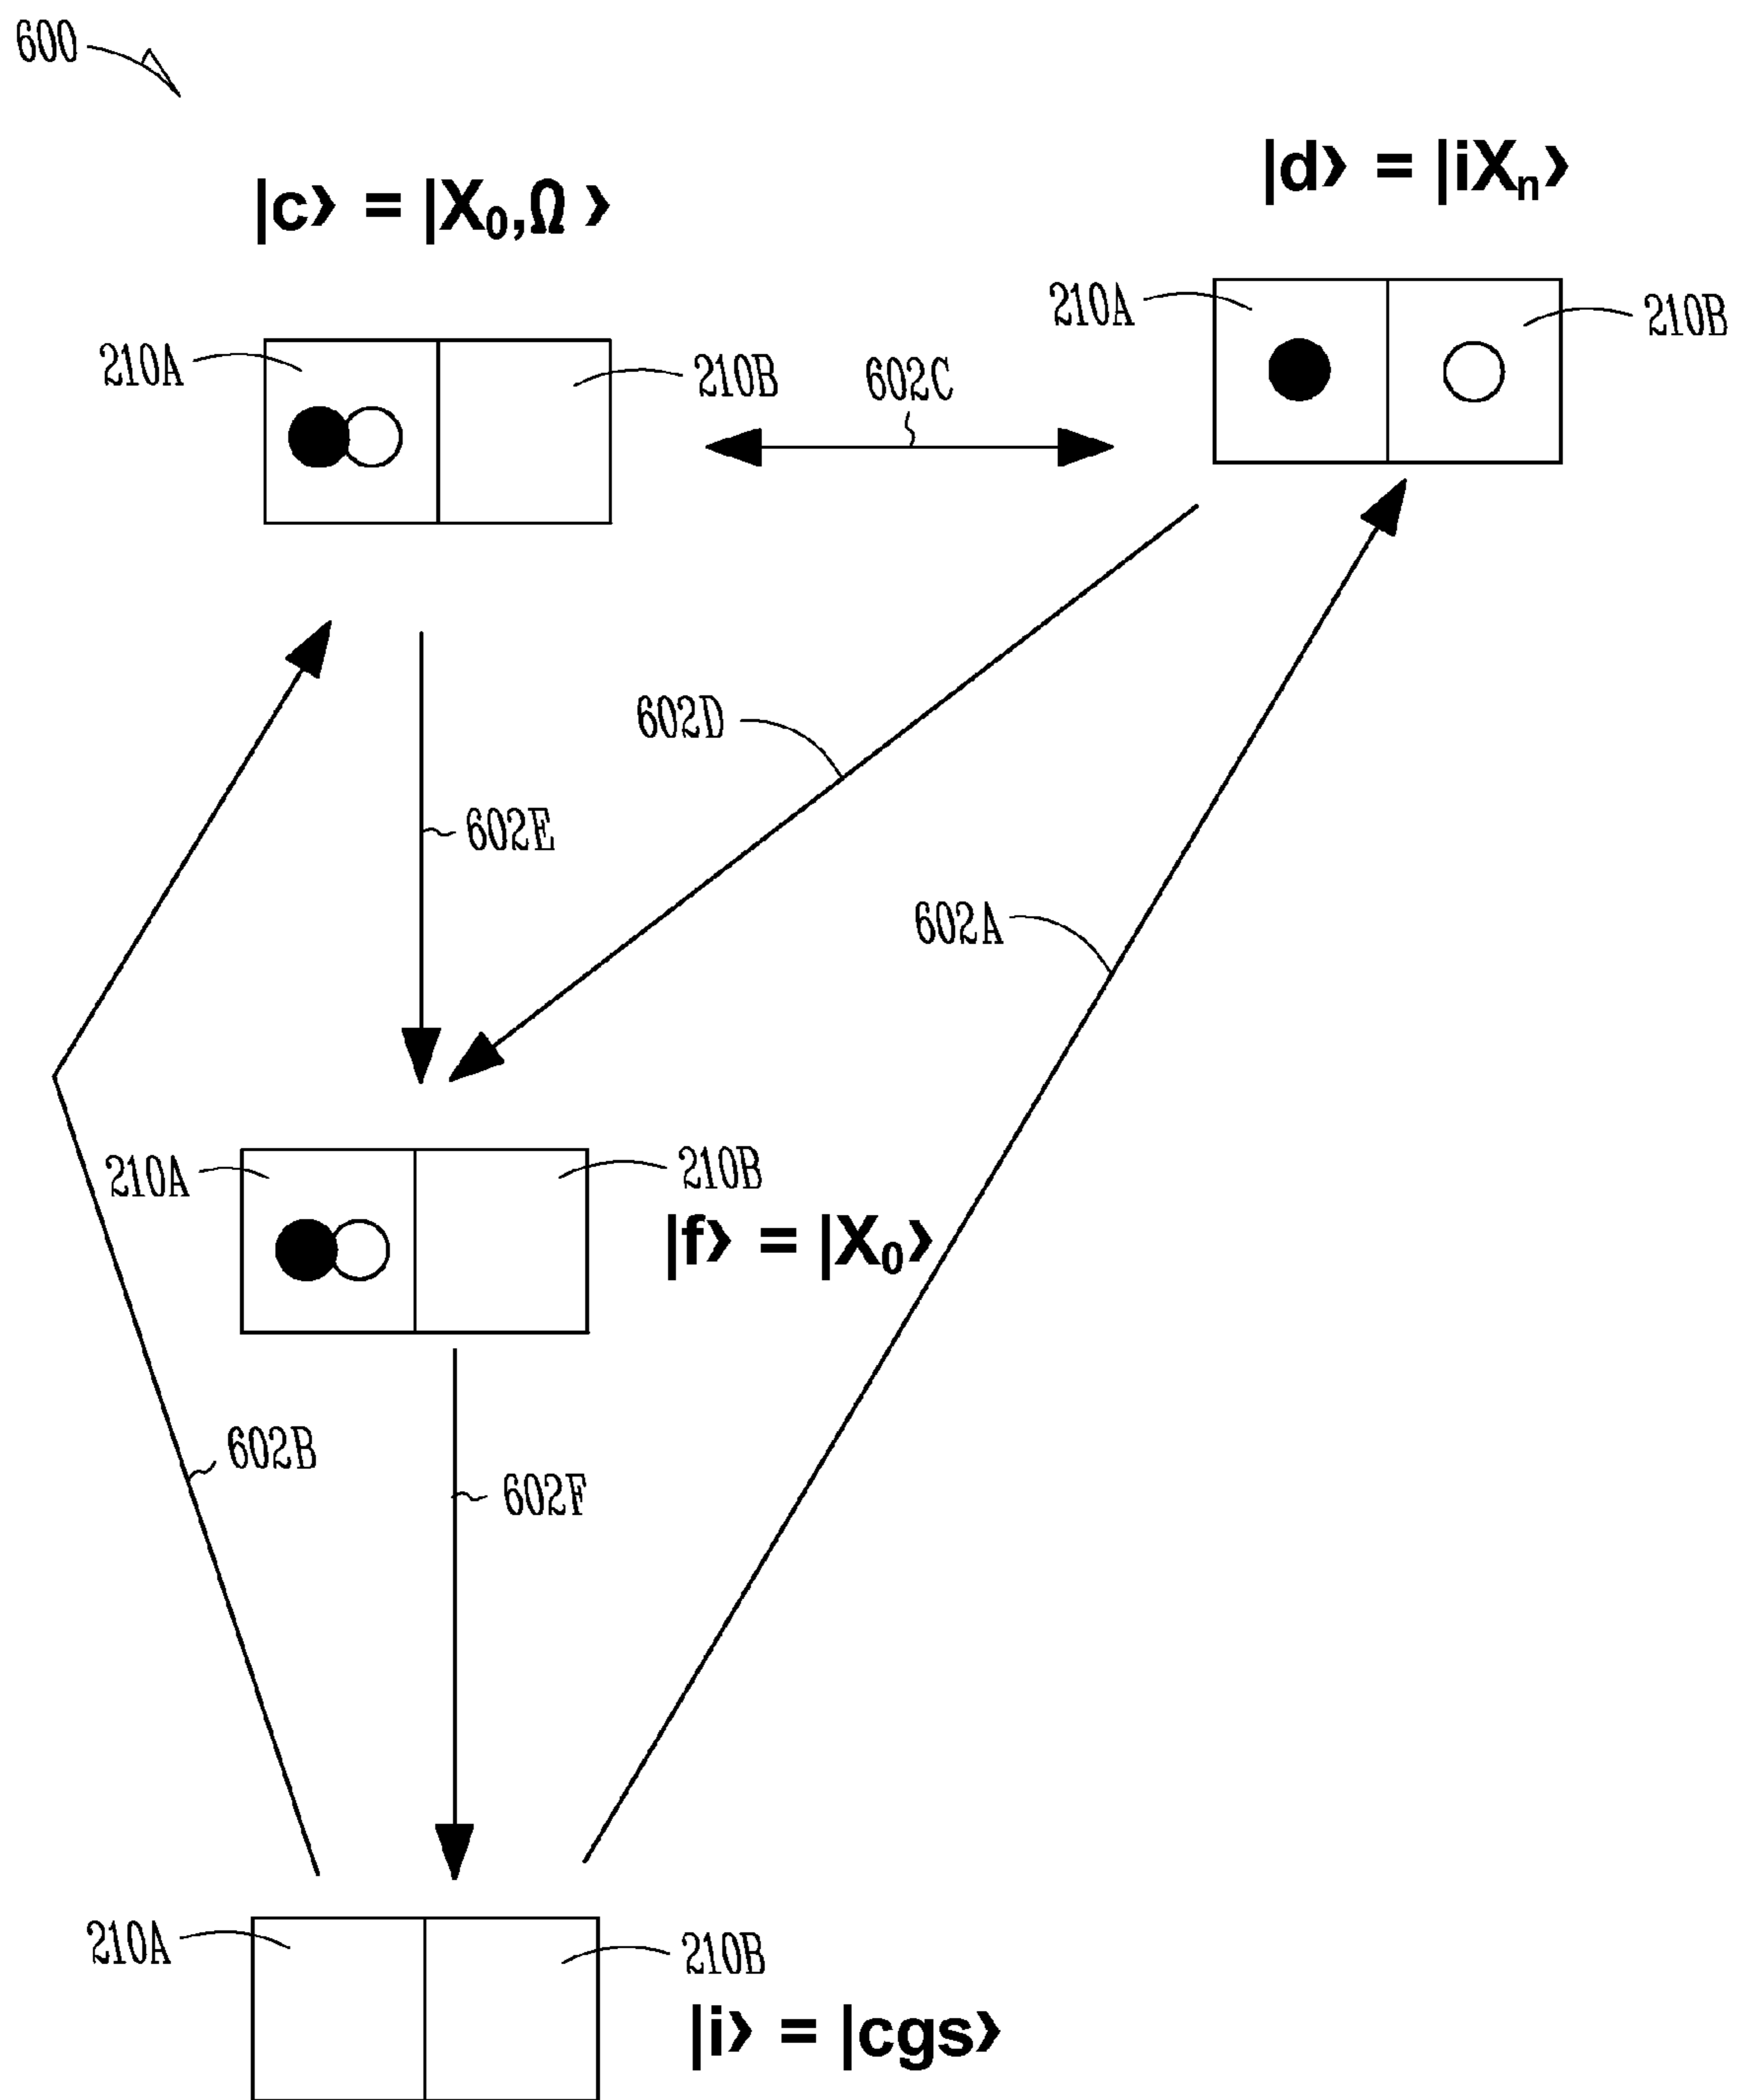 600
|d⟩ = |iXₙ⟩
|c⟩ = |X₀,Ω ⟩
210A
210B
210A
210B
602C
602D
602E
602A
210A
210B
|f⟩ = |X₀⟩
602B
602F
210A
210B
|i⟩ = |cgs⟩